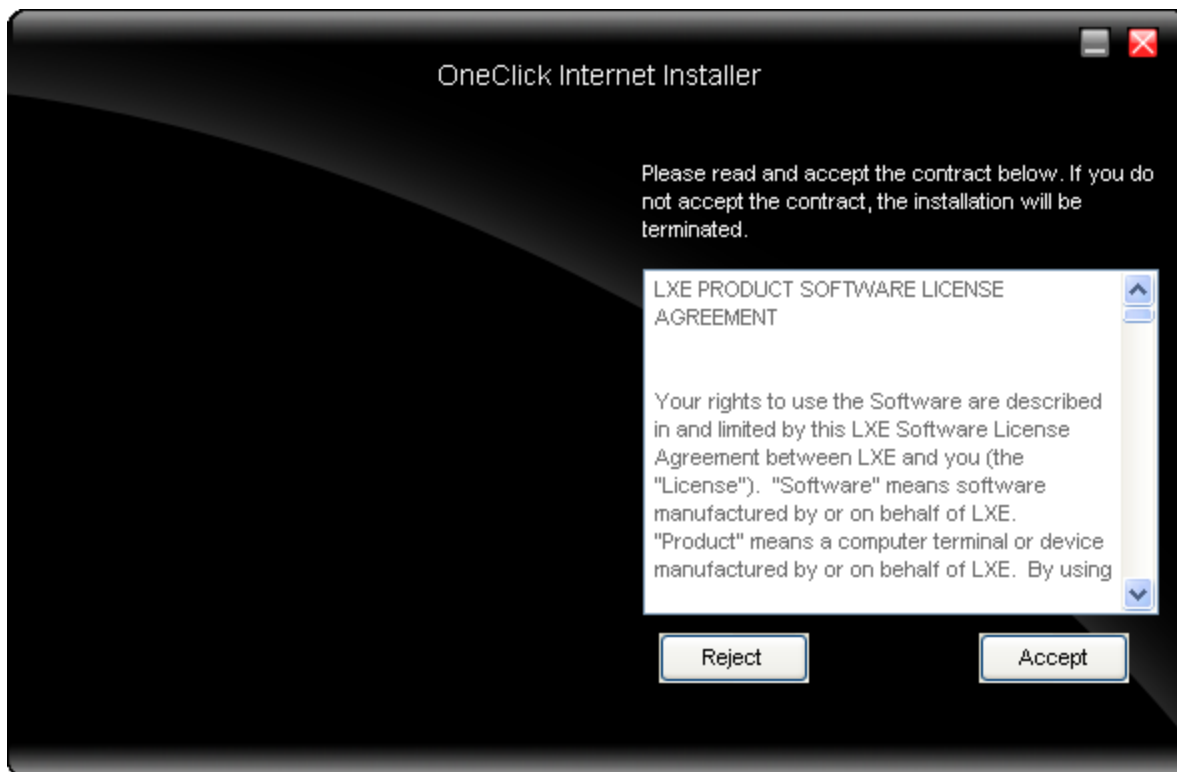 OneClick Internet Installer
Please read and accept the contract below. If you do
not accept the contract, the installation will be
terminated.
LXE PRODUCT SOFTWARE LICENSE
AGREEMENT
Your rights to use the Software are described
in and limited by this LXE Software License
Agreement between LXE and you (the
"License").  "Software" means software
manufactured by or on behalf of LXE.
"Product" means a computer terminal or device
manufactured by or on behalf of LXE.  By using
Reject
Accept